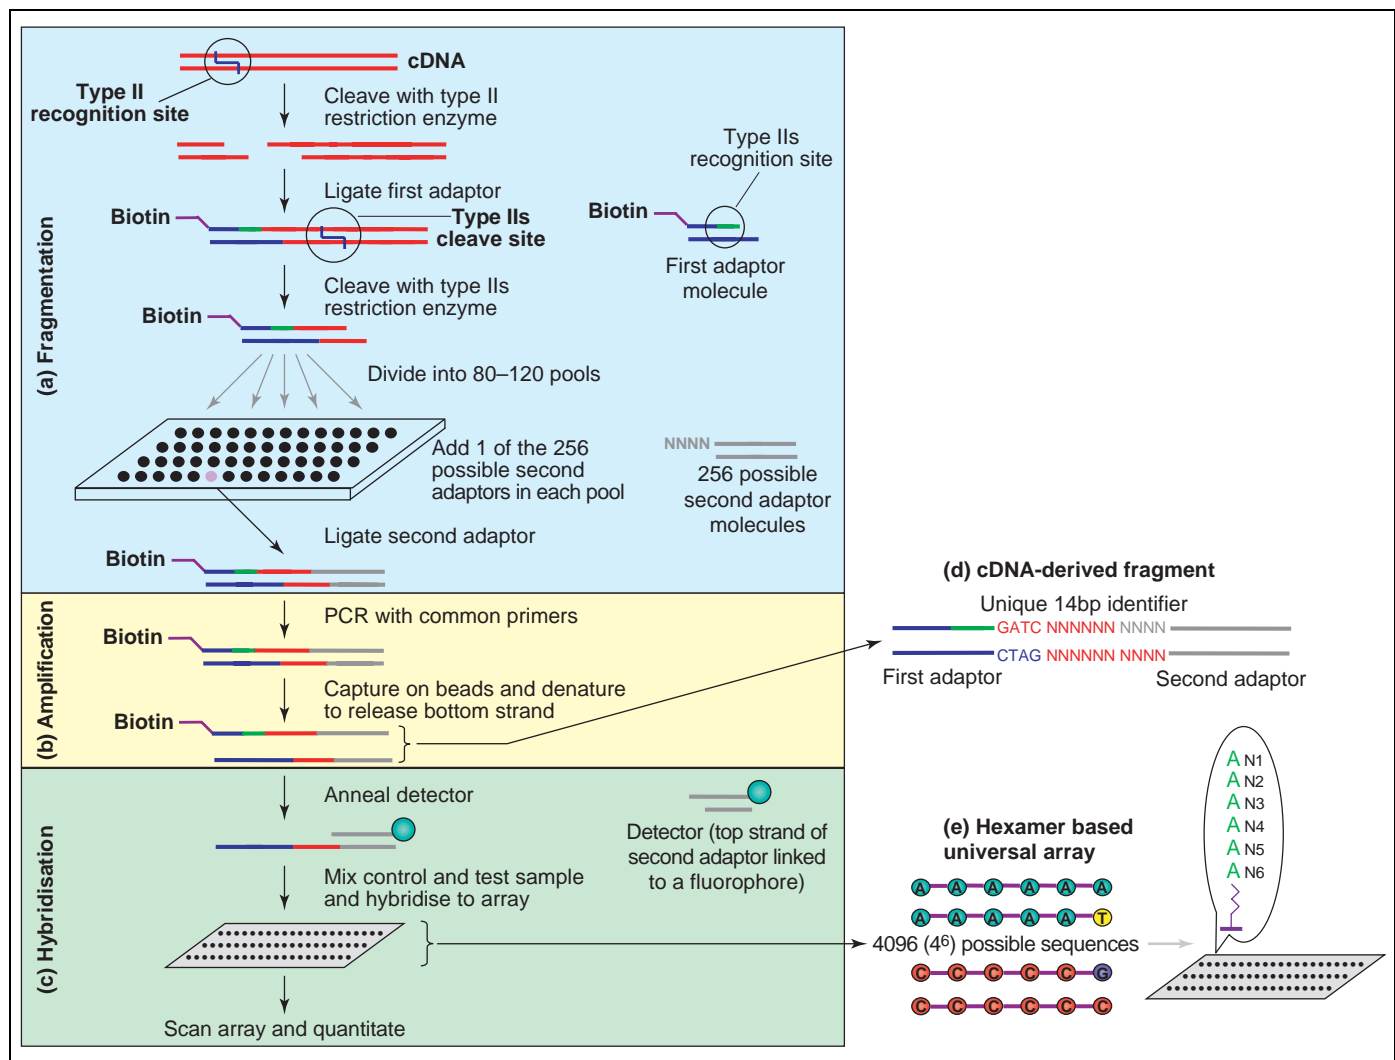 cDNA
Type II
recognition site
Cleave with type II
restriction enzyme
Ligate first adaptor
Biotin
Type IIs
cleave site
Type IIs
recognition site
Biotin
First adaptor
molecule
Cleave with type IIs
restriction enzyme
Biotin
(a) Fragmentation
Divide into 80–120 pools
Add 1 of the 256
possible second
adaptors in each pool
NNNN
256 possible
second adaptor
molecules
Ligate second adaptor
Biotin
(b) Amplification
PCR with common primers
Biotin
Capture on beads and denature
to release bottom strand
Biotin
(c) Hybridisation
Anneal detector
Detector (top strand of
second adaptor linked
to a fluorophore)
Mix control and test sample
and hybridise to array
Scan array and quantitate
(d) cDNA-derived fragment
Unique 14bp identifier
GATC NNNNNN NNNN
CTAG NNNNNN NNNN
First adaptor
Second adaptor
(e) Hexamer based
universal array
A A A A A A
A A A A A T
4096 (4⁶) possible sequences
C C C C C G
C C C C C C
A N1
A N2
A N3
A N4
A N5
A N6